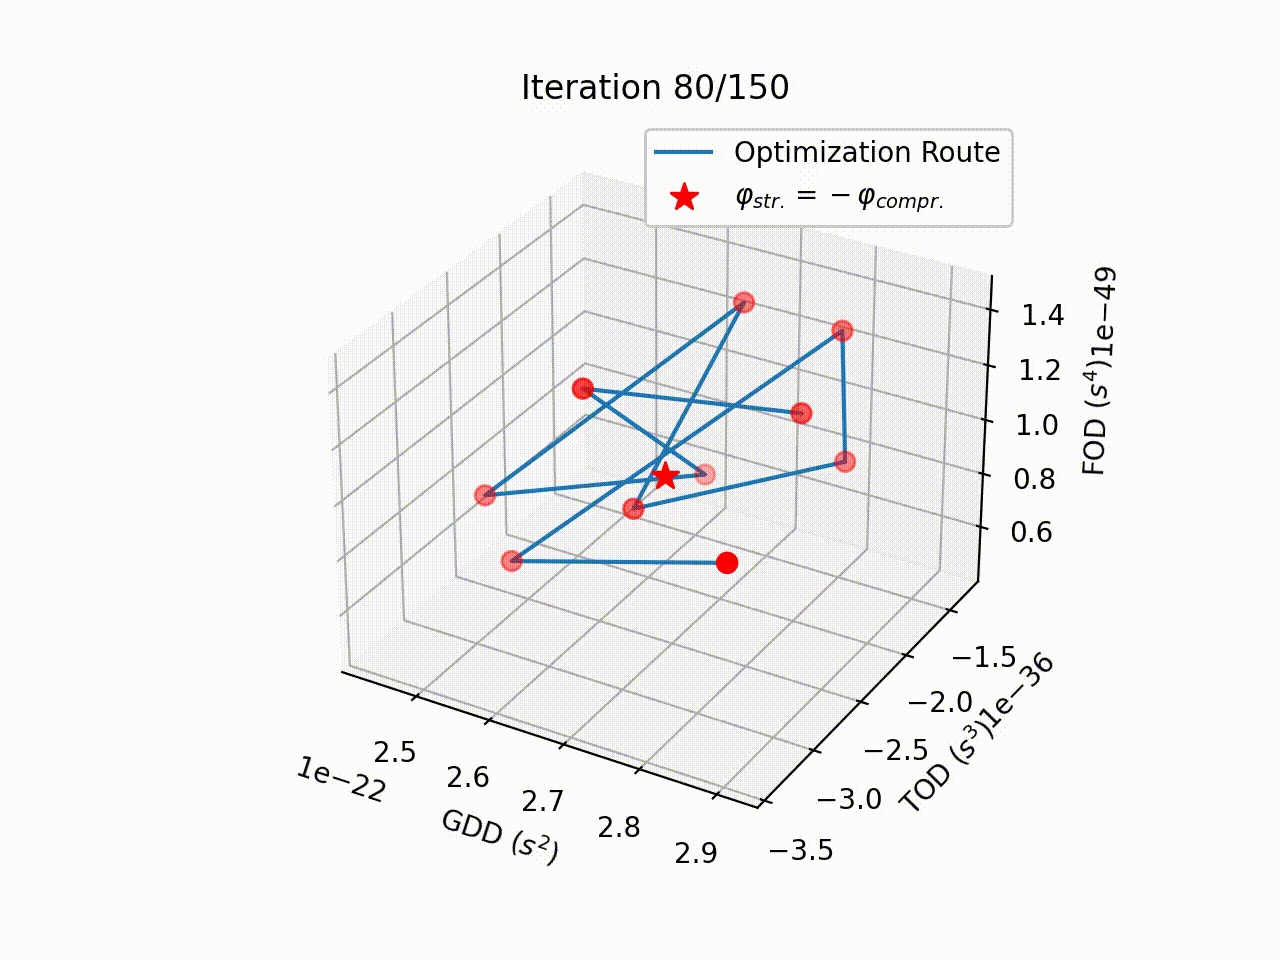 Iteration 80/150
Optimization Route
φstr. = −φcompr.
1.4
1.2
1.0
0.8
0.6
FOD (s⁴)1e−49
−1.5
−2.0
−2.5
−3.0
−3.5
TOD (s³)1e−36
2.5
2.6
2.7
2.8
2.9
1e−22
GDD (s²)